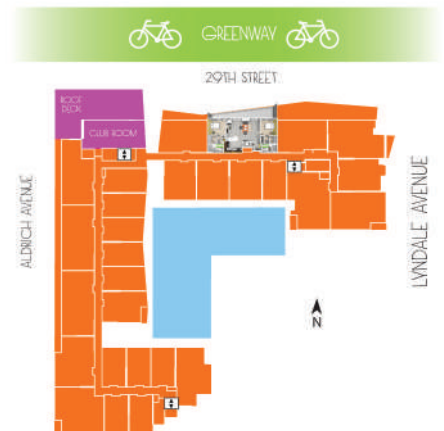 GREENWAY
29TH STREET
ROOF
DECK
CLUB ROOM
ALDRICH AVENUE
LYNDALE AVENUE
N